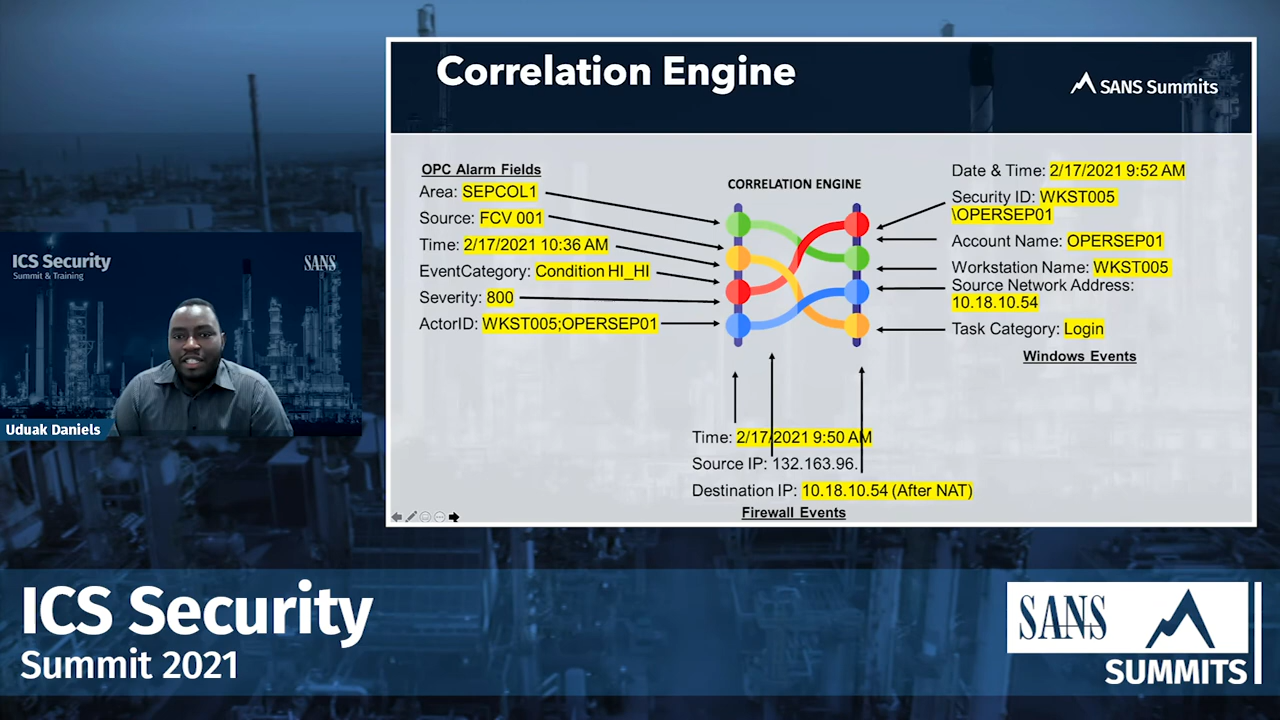 Correlation Engine
SANS Summits
OPC Alarm Fields
Area: SEPCOL1
Source: FCV 001
Time: 2/17/2021 10:36 AM
EventCategory: Condition HI_HI
Severity: 800
ActorID: WKST005;OPERSEP01
CORRELATION ENGINE
Date & Time: 2/17/2021 9:52 AM
Security ID: WKST005
\OPERSEP01
Account Name: OPERSEP01
Workstation Name: WKST005
Source Network Address:
10.18.10.54
Task Category: Login
Windows Events
Time: 2/17/2021 9:50 AM
Source IP: 132.163.96.
Destination IP: 10.18.10.54 (After NAT)
Firewall Events
ICS Security
Summit & Training
SANS
Uduak Daniels
ICS Security
Summit 2021
SANS
SUMMITS